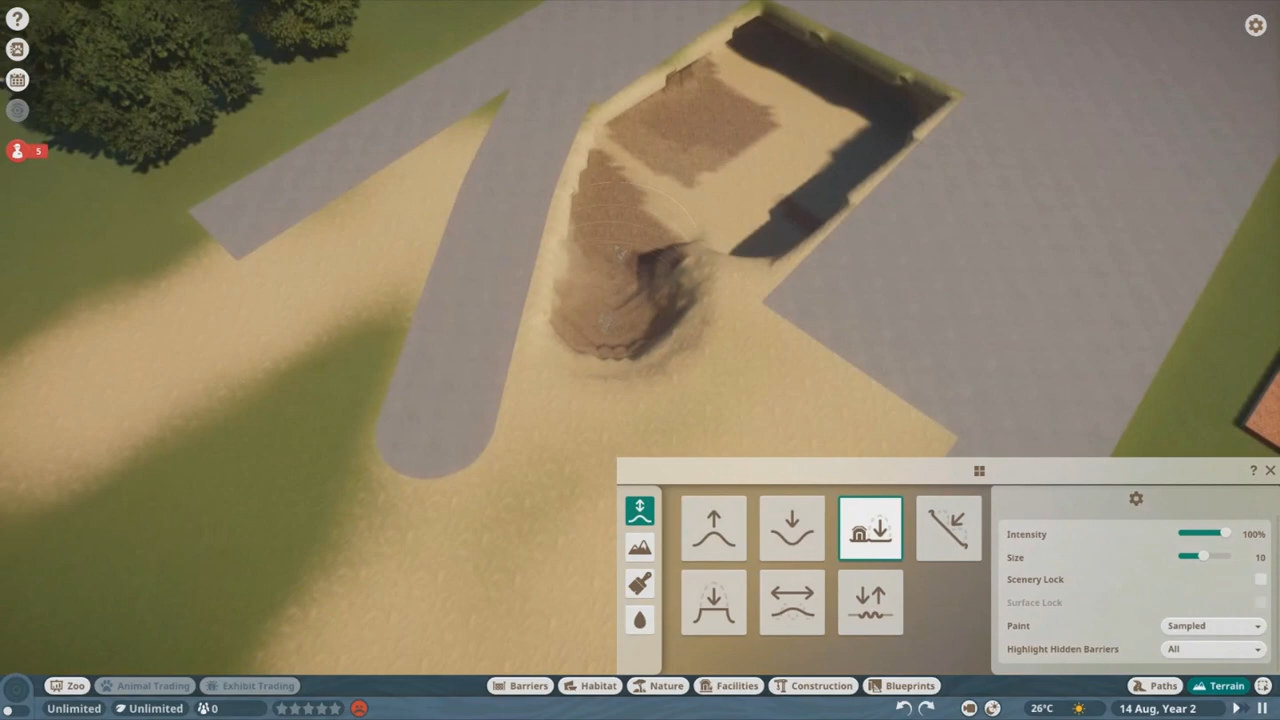 ?
5
? ×
Intensity 100%
Size 10
Scenery Lock
Surface Lock
Paint Sampled
Highlight Hidden Barriers All
Zoo Animal Trading Exhibit Trading Barriers Habitat Nature Facilities Construction Blueprints Paths Terrain
Unlimited Unlimited 0 26°C 14 Aug, Year 2